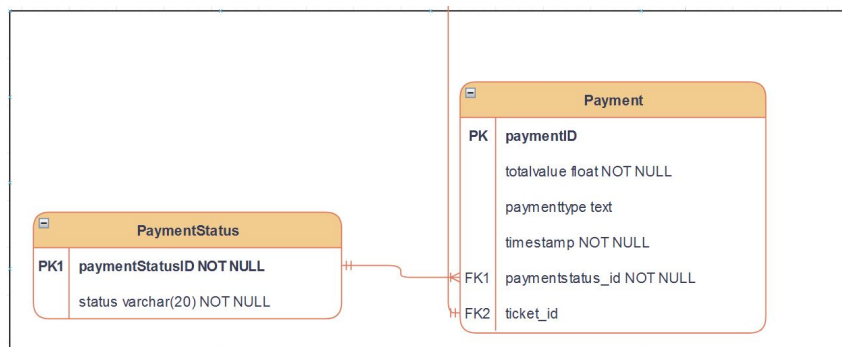 Payment
PK paymentID
totalvalue float NOT NULL
paymenttype text
timestamp NOT NULL
FK1 paymentstatus_id NOT NULL
FK2 ticket_id
PaymentStatus
PK1 paymentStatusID NOT NULL
status varchar(20) NOT NULL